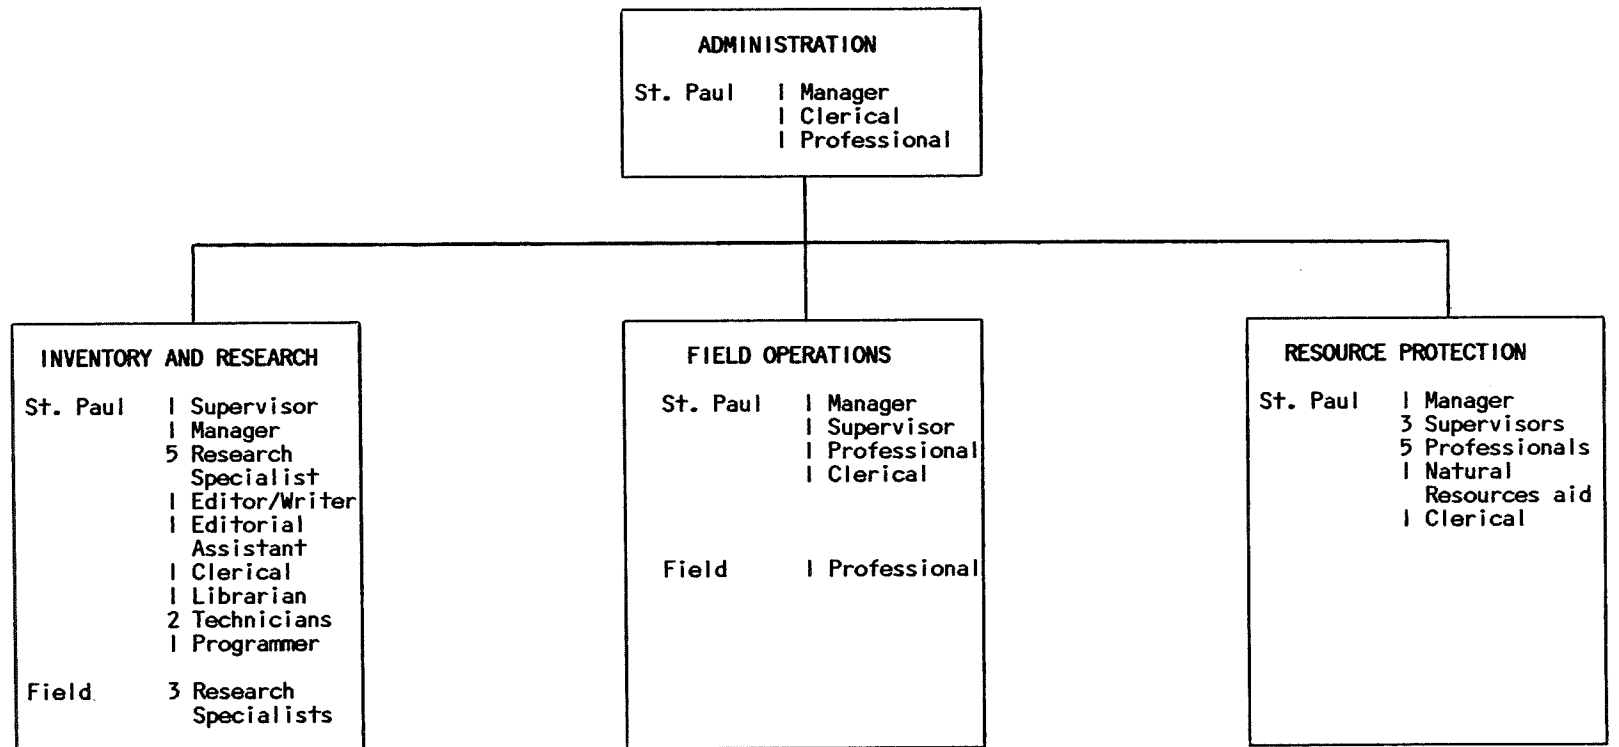 ADMINISTRATION
St. Paul 1 Manager
1 Clerical
1 Professional
INVENTORY AND RESEARCH
St. Paul 1 Supervisor
1 Manager
5 Research
Specialist
1 Editor/Writer
1 Editorial
Assistant
1 Clerical
1 Librarian
2 Technicians
1 Programmer
Field 3 Research
Specialists
FIELD OPERATIONS
St. Paul 1 Manager
1 Supervisor
1 Professional
1 Clerical
Field 1 Professional
RESOURCE PROTECTION
St. Paul 1 Manager
3 Supervisors
5 Professionals
1 Natural
Resources aid
1 Clerical